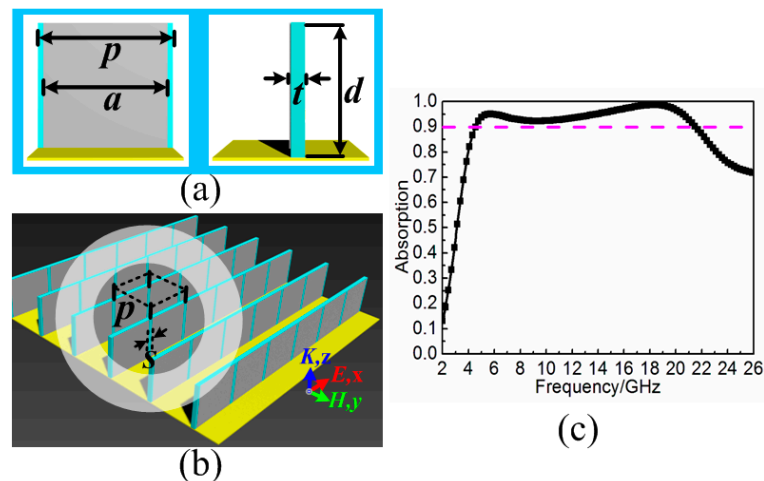 p
a
t
d
(a)
p
s
K,z
E,x
H,y
(b)
Absorption
1.0
0.9
0.8
0.7
0.6
0.5
0.4
0.3
0.2
0.1
0.0
2 4 6 8 10 12 14 16 18 20 22 24 26
Frequency/GHz
(c)